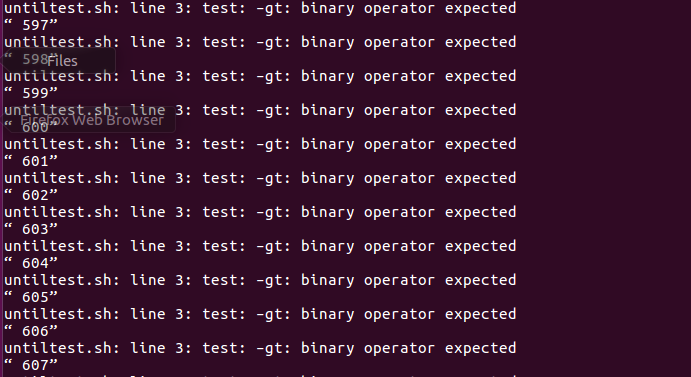 untiltest.sh: line 3: test: -gt: binary operator expected
“ 597”
untiltest.sh: line 3: test: -gt: binary operator expected
“ 598”
Files
untiltest.sh: line 3: test: -gt: binary operator expected
“ 599”
untiltest.sh: line 3: test: -gt: binary operator expected
“ 600”
Firefox Web Browser
untiltest.sh: line 3: test: -gt: binary operator expected
“ 601”
untiltest.sh: line 3: test: -gt: binary operator expected
“ 602”
untiltest.sh: line 3: test: -gt: binary operator expected
“ 603”
untiltest.sh: line 3: test: -gt: binary operator expected
“ 604”
untiltest.sh: line 3: test: -gt: binary operator expected
“ 605”
untiltest.sh: line 3: test: -gt: binary operator expected
“ 606”
untiltest.sh: line 3: test: -gt: binary operator expected
“ 607”